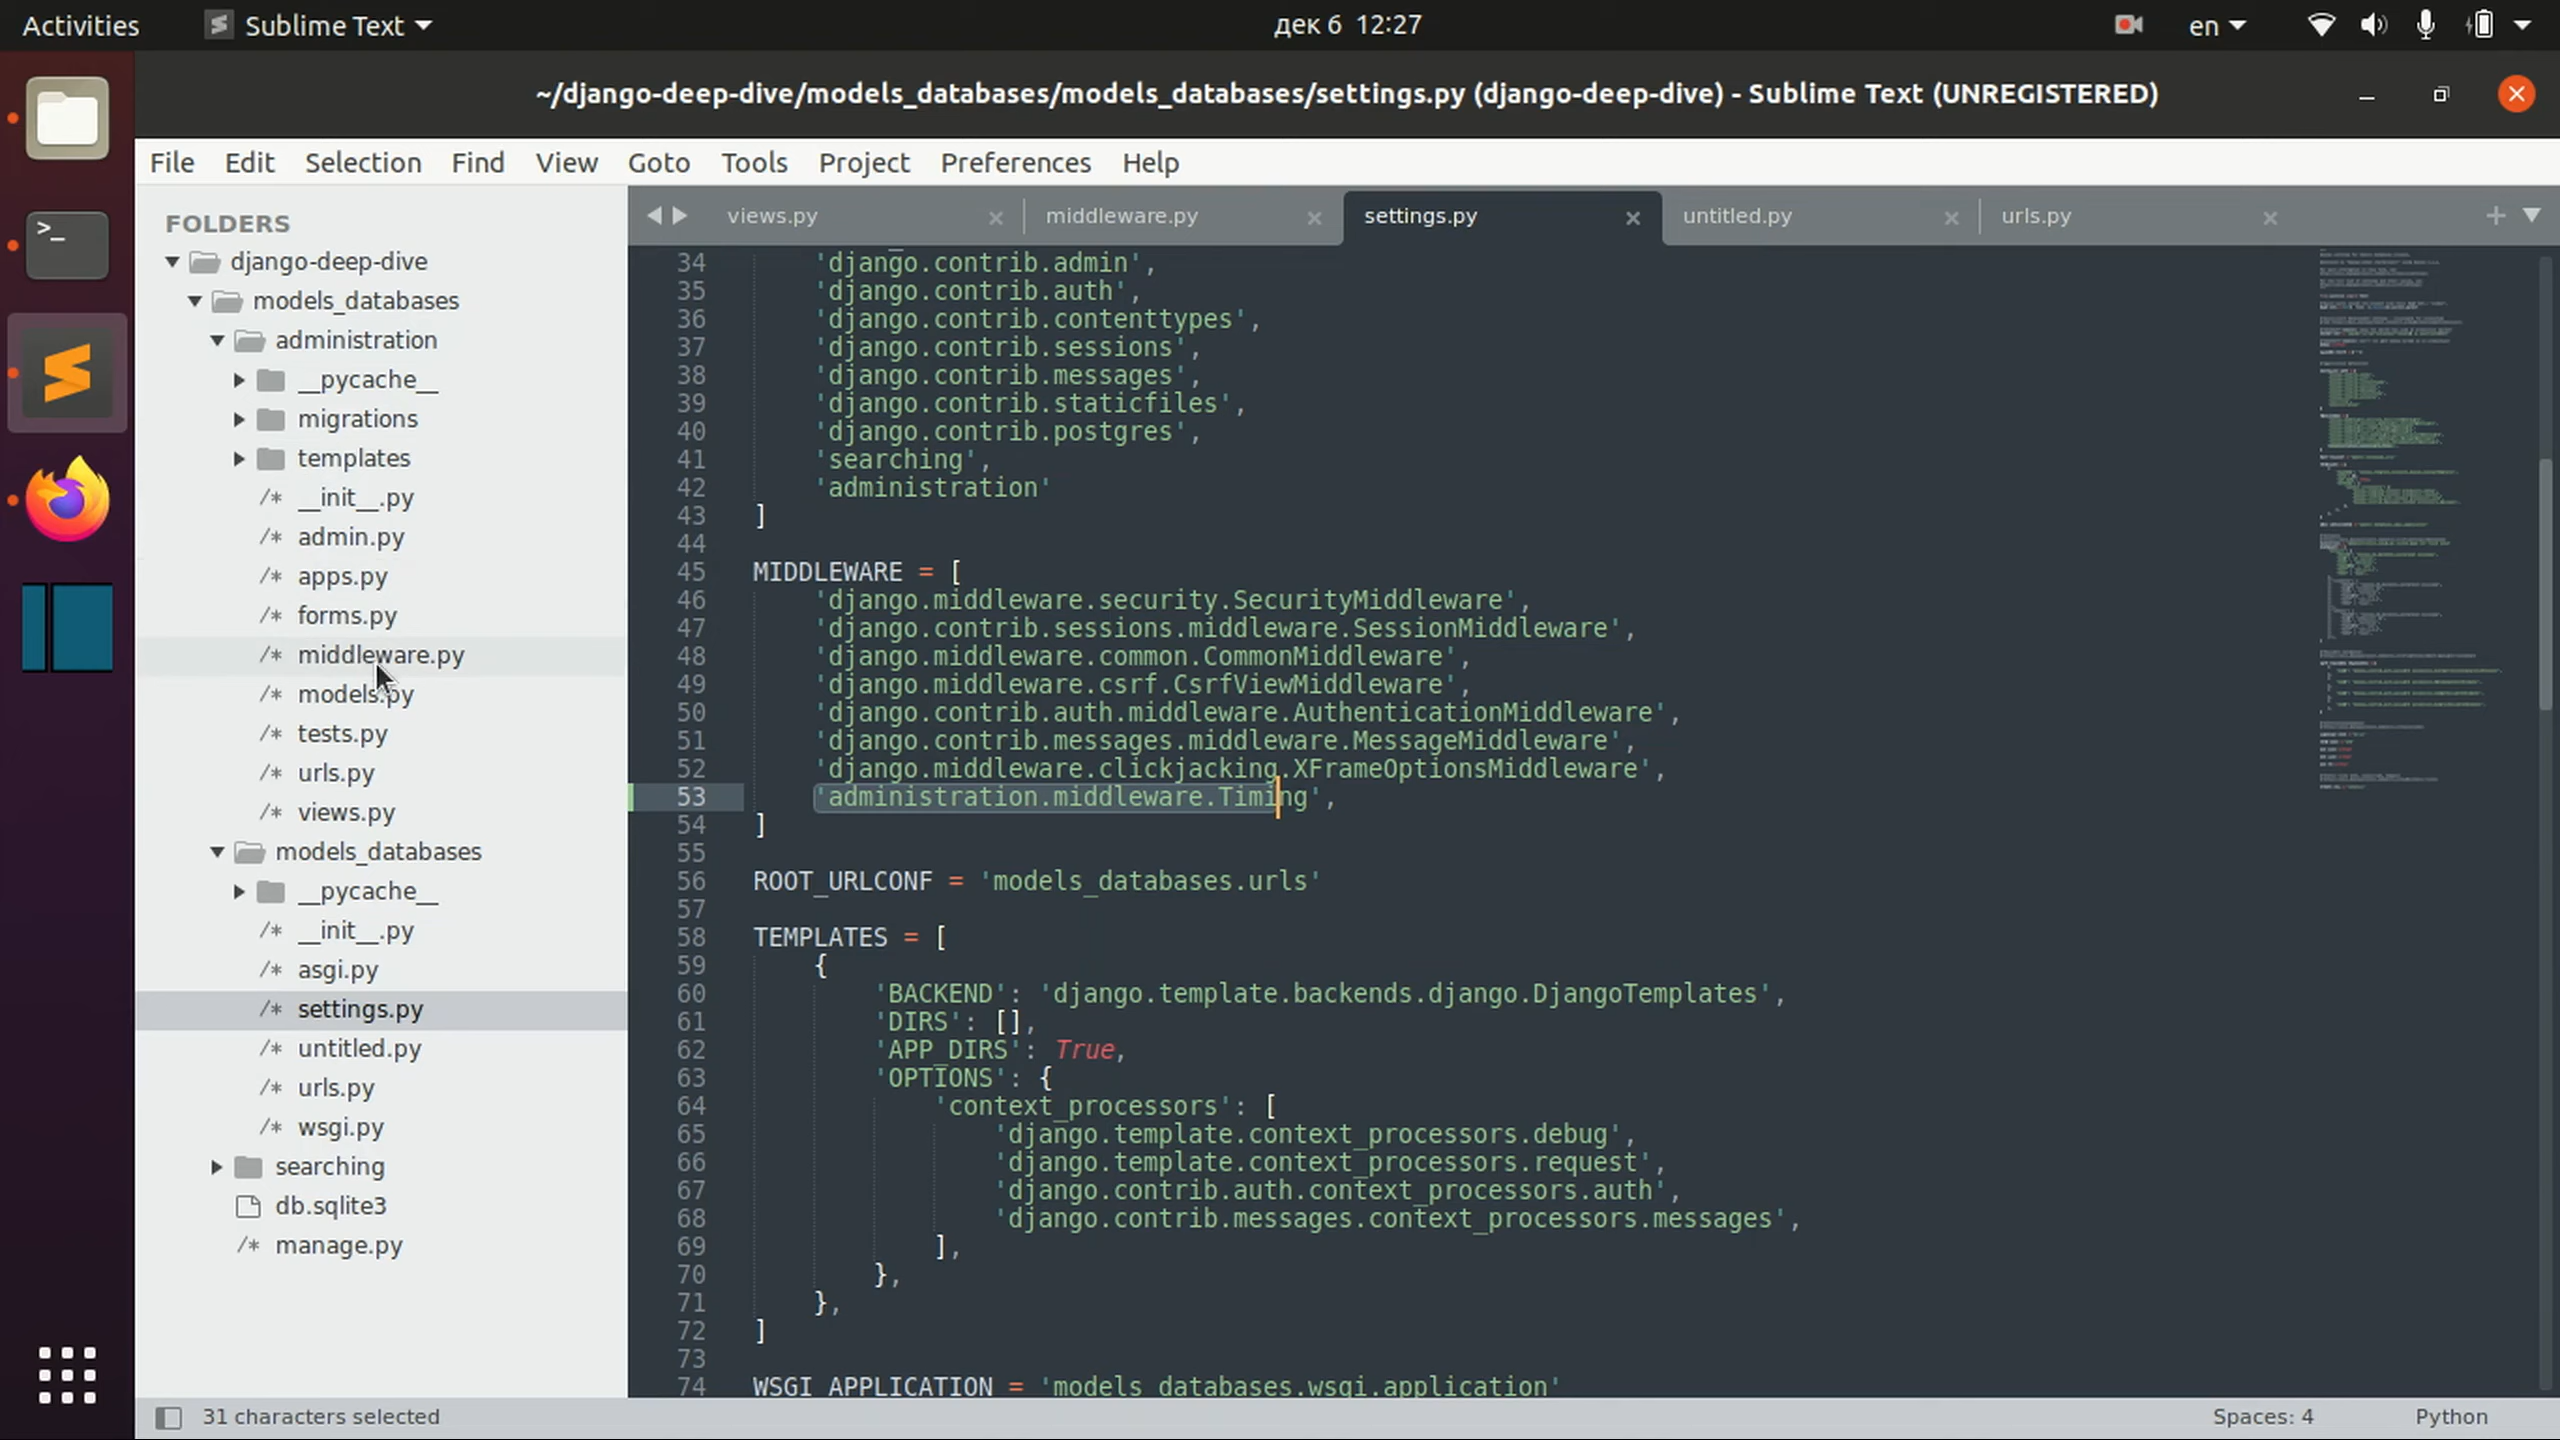 Activities
Sublime Text
дек 6 12:27
en
~/django-deep-dive/models_databases/models_databases/settings.py (django-deep-dive) - Sublime Text (UNREGISTERED)
File Edit Selection Find View Goto Tools Project Preferences Help
FOLDERS
django-deep-dive
models_databases
administration
__pycache__
migrations
templates
/* __init__.py
/* admin.py
/* apps.py
/* forms.py
/* middleware.py
/* models.py
/* tests.py
/* urls.py
/* views.py
models_databases
__pycache__
/* __init__.py
/* asgi.py
/* settings.py
/* untitled.py
/* urls.py
/* wsgi.py
searching
db.sqlite3
/* manage.py
views.py middleware.py settings.py untitled.py urls.py
34 'django.contrib.admin',
35 'django.contrib.auth',
36 'django.contrib.contenttypes',
37 'django.contrib.sessions',
38 'django.contrib.messages',
39 'django.contrib.staticfiles',
40 'django.contrib.postgres',
41 'searching',
42 'administration'
43 ]
44
45 MIDDLEWARE = [
46 'django.middleware.security.SecurityMiddleware',
47 'django.contrib.sessions.middleware.SessionMiddleware',
48 'django.middleware.common.CommonMiddleware',
49 'django.middleware.csrf.CsrfViewMiddleware',
50 'django.contrib.auth.middleware.AuthenticationMiddleware',
51 'django.contrib.messages.middleware.MessageMiddleware',
52 'django.middleware.clickjacking.XFrameOptionsMiddleware',
53 'administration.middleware.Timing',
54 ]
55
56 ROOT_URLCONF = 'models_databases.urls'
57
58 TEMPLATES = [
59 {
60 'BACKEND': 'django.template.backends.django.DjangoTemplates',
61 'DIRS': [],
62 'APP_DIRS': True,
63 'OPTIONS': {
64 'context_processors': [
65 'django.template.context_processors.debug',
66 'django.template.context_processors.request',
67 'django.contrib.auth.context_processors.auth',
68 'django.contrib.messages.context_processors.messages',
69 ],
70 },
71 },
72 ]
73
74 WSGI_APPLICATION = 'models_databases.wsgi.application'
31 characters selected
Spaces: 4
Python